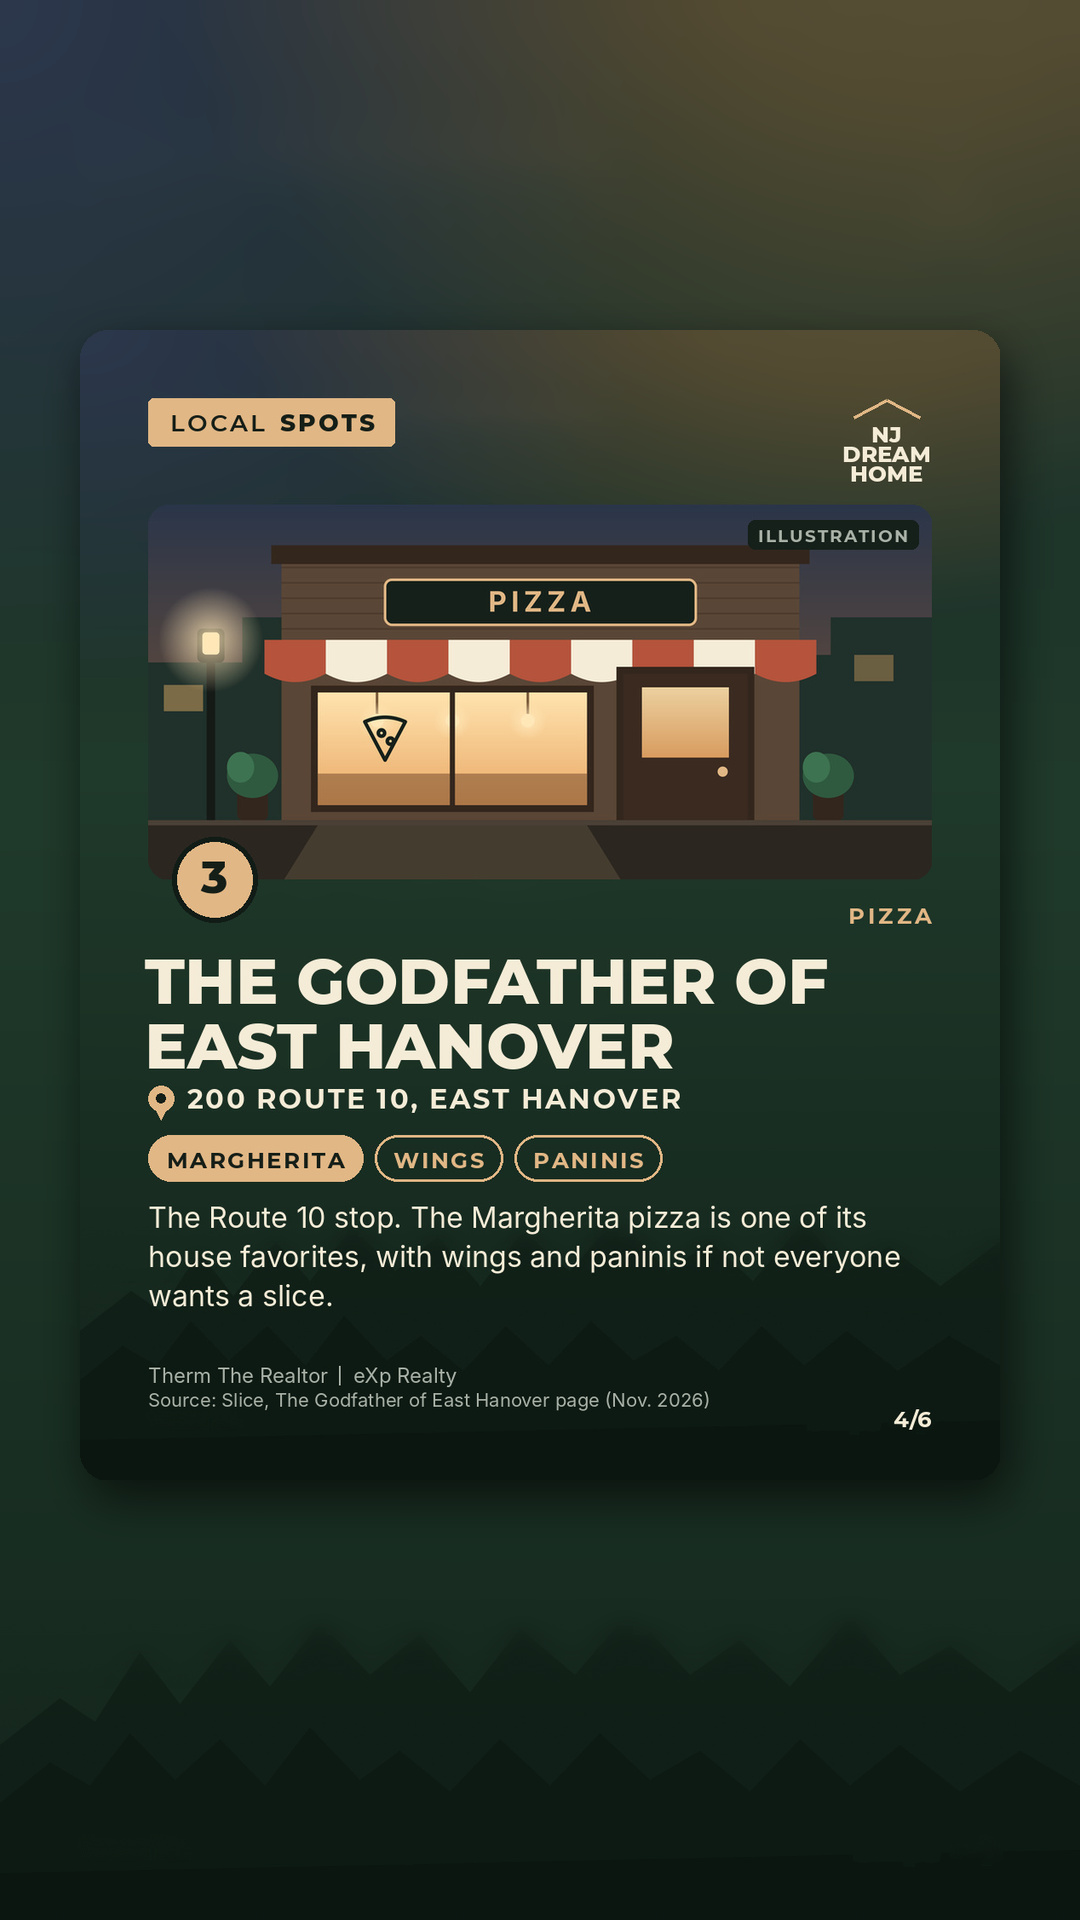 LOCAL SPOTS
NJ
DREAM
HOME
ILLUSTRATION
PIZZA
3
PIZZA
THE GODFATHER OF
EAST HANOVER
200 ROUTE 10, EAST HANOVER
MARGHERITA WINGS PANINIS
The Route 10 stop. The Margherita pizza is one of its
house favorites, with wings and paninis if not everyone
wants a slice.
Therm The Realtor | eXp Realty
Source: Slice, The Godfather of East Hanover page (Nov. 2026)
4/6